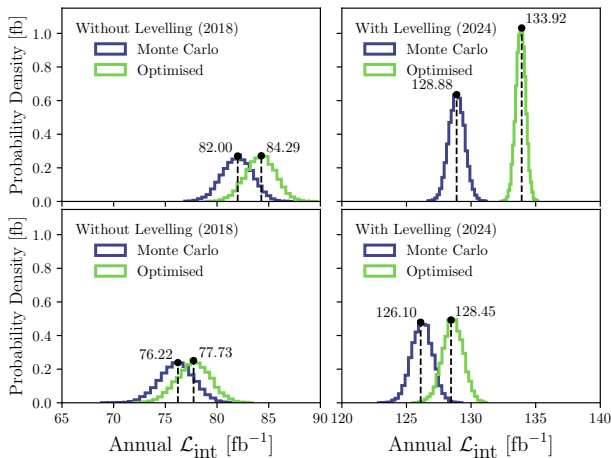 Without Levelling (2018)
Monte Carlo
Optimised
82.00
84.29
Probability Density [fb]
1.0
0.8
0.6
0.4
0.2
0.0
With Levelling (2024)
Monte Carlo
Optimised
128.88
133.92
Without Levelling (2018)
Monte Carlo
Optimised
76.22
77.73
Probability Density [fb]
1.0
0.8
0.6
0.4
0.2
0.0
65 70 75 80 85 90
Annual ℒint [fb⁻¹]
With Levelling (2024)
Monte Carlo
Optimised
126.10
128.45
120 125 130 135 140
Annual ℒint [fb⁻¹]